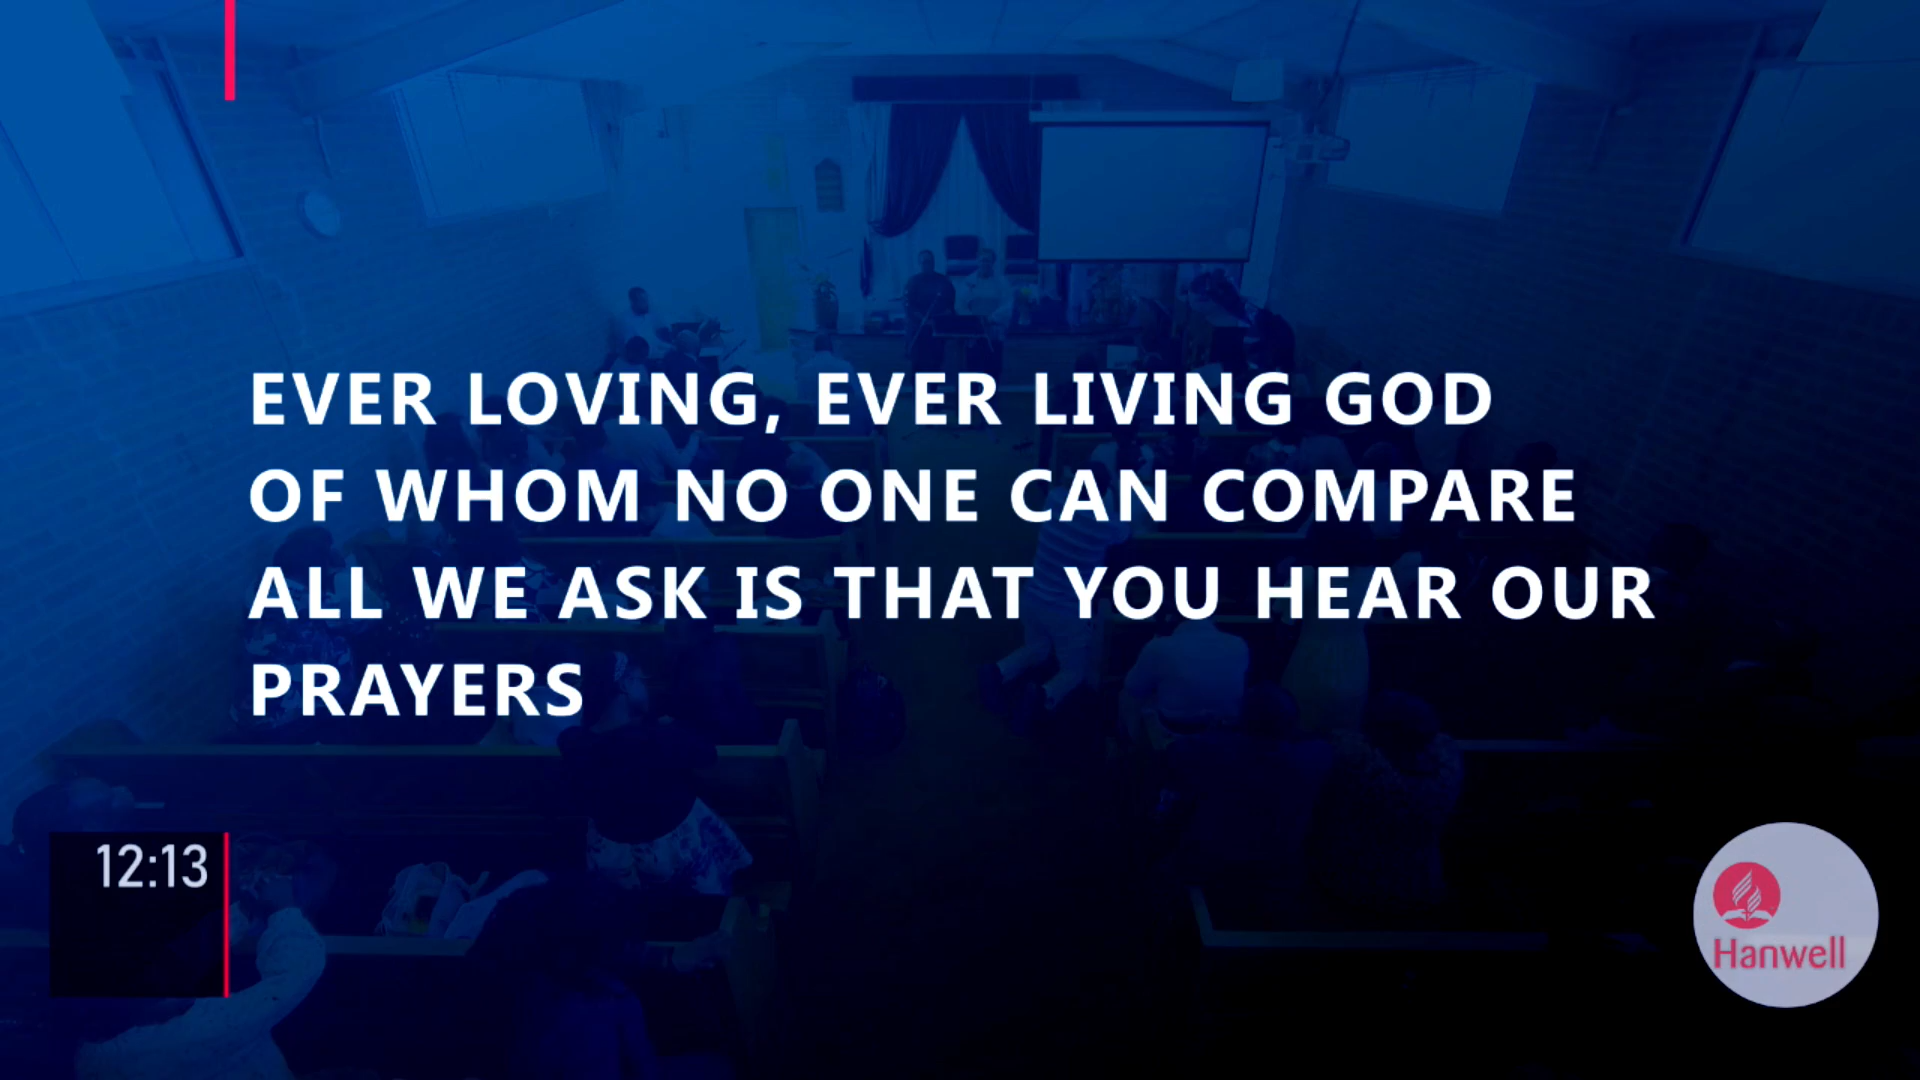 EVER LOVING, EVER LIVING GOD
OF WHOM NO ONE CAN COMPARE
ALL WE ASK IS THAT YOU HEAR OUR
PRAYERS
12:13
Hanwell